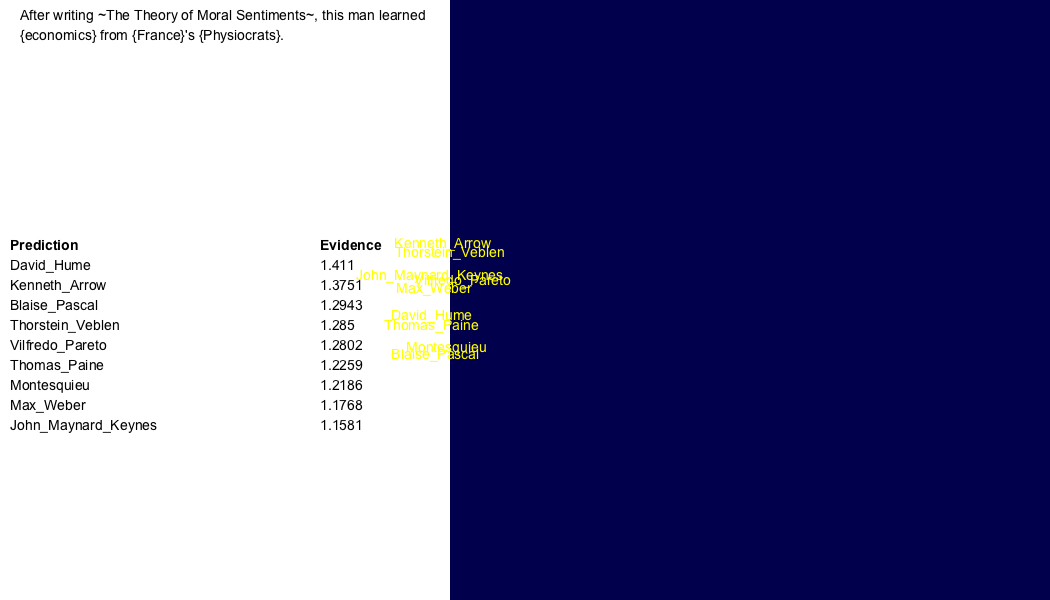 After writing ~The Theory of Moral Sentiments~, this man learned
{economics} from {France}'s {Physiocrats}.
Prediction Evidence
David_Hume 1.411
Kenneth_Arrow 1.3751
Blaise_Pascal 1.2943
Thorstein_Veblen 1.285
Vilfredo_Pareto 1.2802
Thomas_Paine 1.2259
Montesquieu 1.2186
Max_Weber 1.1768
John_Maynard_Keynes 1.1581
Kenneth_Arrow
Thorstein_Veblen
John_Maynard_Keynes
Vilfredo_Pareto
Max_Weber
David_Hume
Thomas_Paine
Montesquieu
Blaise_Pascal